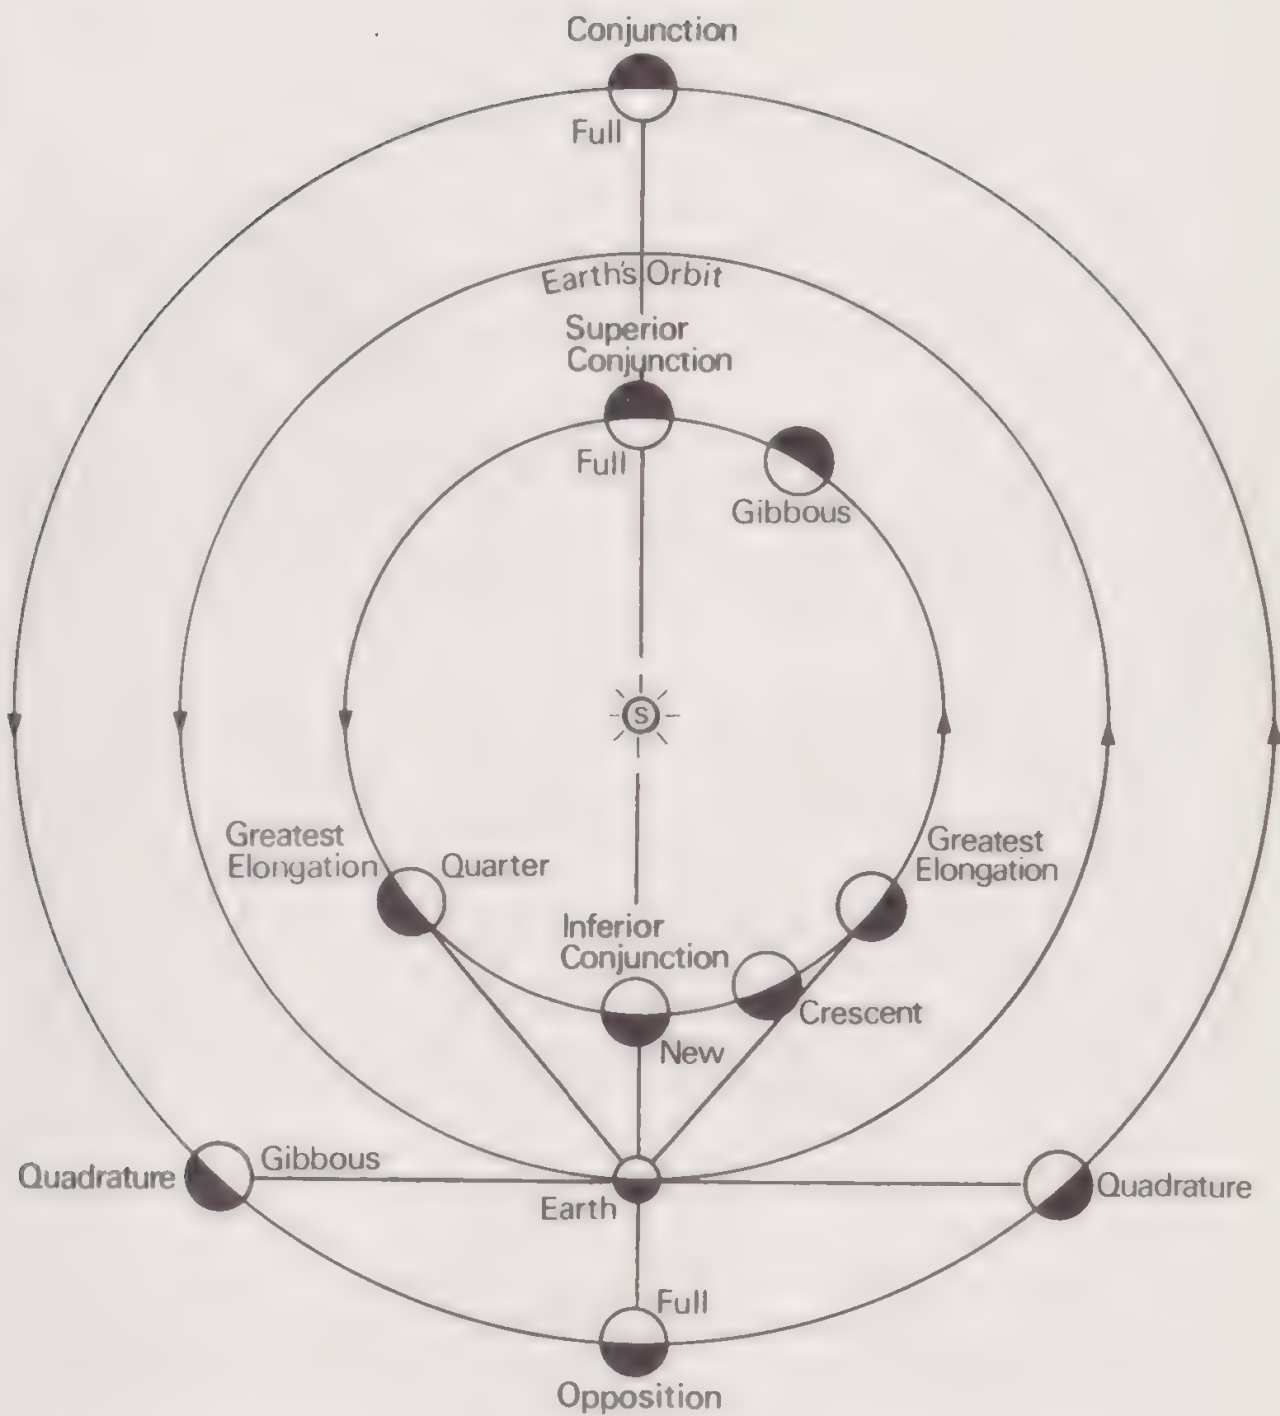 Conjunction
Full
Earth's Orbit
Superior
Conjunction
Full
Gibbous
S
Greatest
Elongation
Quarter
Greatest
Elongation
Inferior
Conjunction
Crescent
New
Quadrature
Gibbous
Quadrature
Earth
Full
Opposition